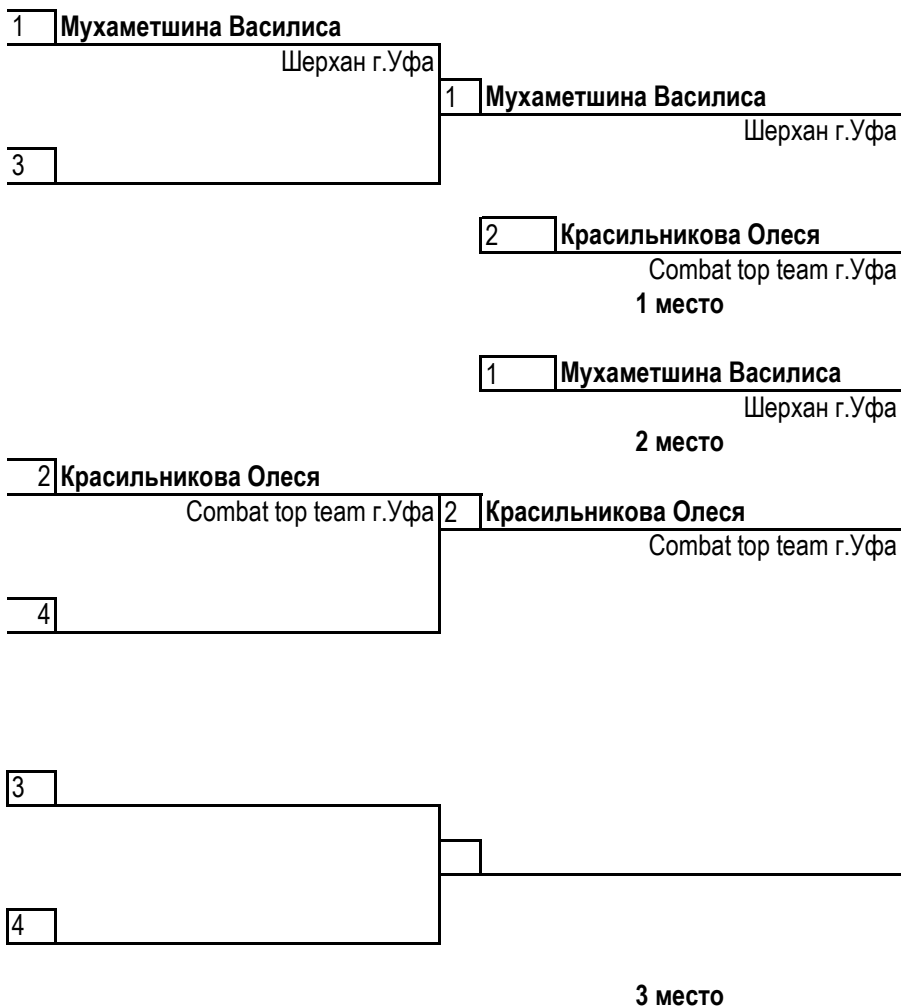 1 Мухаметшина Василиса
Шерхан г.Уфа
1 Мухаметшина Василиса
Шерхан г.Уфа
3
2 Красильникова Олеся
Combat top team г.Уфа
1 место
1 Мухаметшина Василиса
Шерхан г.Уфа
2 место
2 Красильникова Олеся
Combat top team г.Уфа 2 Красильникова Олеся
Combat top team г.Уфа
4
3
4
3 место